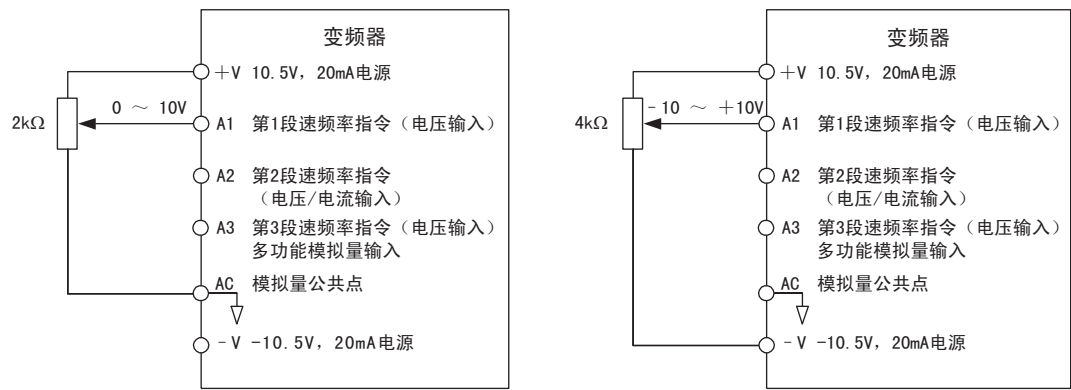 变频器
+V 10.5V, 20mA电源
2kΩ
0 ～ 10V
A1 第1段速频率指令（电压输入）
A2 第2段速频率指令
（电压/电流输入）
A3 第3段速频率指令（电压输入）
多功能模拟量输入
AC 模拟量公共点
-V -10.5V, 20mA电源
变频器
+V 10.5V, 20mA电源
4kΩ
-10 ～ +10V
A1 第1段速频率指令（电压输入）
A2 第2段速频率指令
（电压/电流输入）
A3 第3段速频率指令（电压输入）
多功能模拟量输入
AC 模拟量公共点
-V -10.5V, 20mA电源